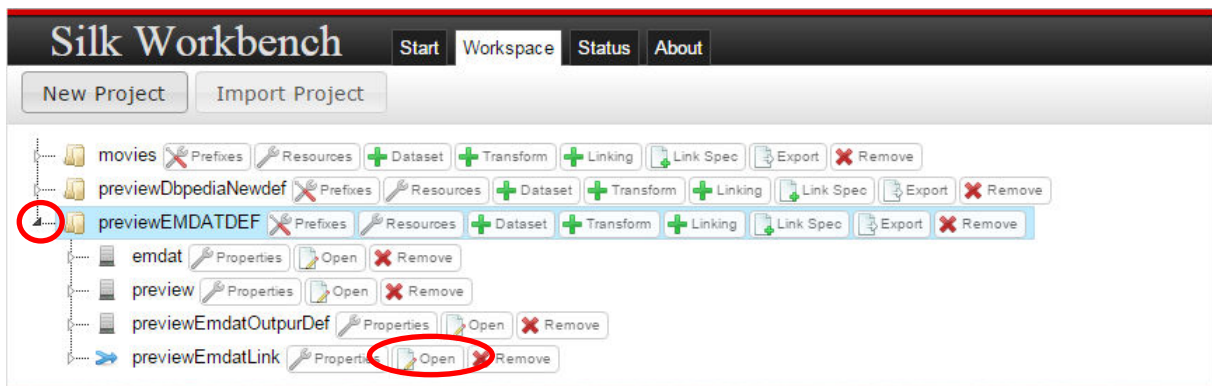 Silk Workbench Start Workspace Status About
New Project Import Project
movies Prefixes Resources Dataset Transform Linking Link Spec Export Remove
previewDbpediaNewdef Prefixes Resources Dataset Transform Linking Link Spec Export Remove
previewEMDATDEF Prefixes Resources Dataset Transform Linking Link Spec Export Remove
emdat Properties Open Remove
preview Properties Open Remove
previewEmdatOutpurDef Properties Open Remove
previewEmdatLink Properties Open Remove